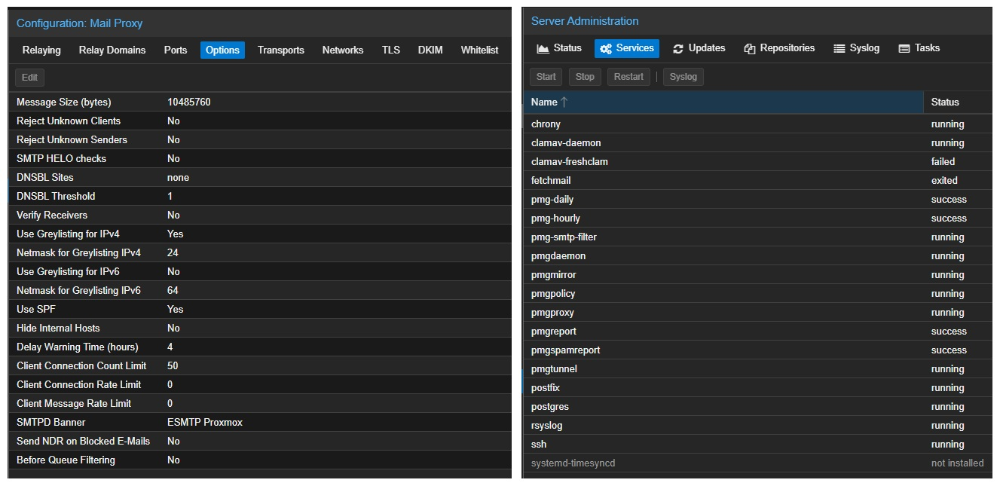 Configuration: Mail Proxy
Relaying Relay Domains Ports Options Transports Networks TLS DKIM Whitelist
Edit
Message Size (bytes) 10485760
Reject Unknown Clients No
Reject Unknown Senders No
SMTP HELO checks No
DNSBL Sites none
DNSBL Threshold 1
Verify Receivers No
Use Greylisting for IPv4 Yes
Netmask for Greylisting IPv4 24
Use Greylisting for IPv6 No
Netmask for Greylisting IPv6 64
Use SPF Yes
Hide Internal Hosts No
Delay Warning Time (hours) 4
Client Connection Count Limit 50
Client Connection Rate Limit 0
Client Message Rate Limit 0
SMTPD Banner ESMTP Proxmox
Send NDR on Blocked E-Mails No
Before Queue Filtering No
Server Administration
Status Services Updates Repositories Syslog Tasks
Start Stop Restart Syslog
Name Status
chrony running
clamav-daemon running
clamav-freshclam failed
fetchmail exited
pmg-daily success
pmg-hourly success
pmg-smtp-filter running
pmgdaemon running
pmgmirror running
pmgpolicy running
pmgproxy running
pmgreport success
pmgspamreport success
pmgtunnel running
postfix running
postgres running
rsyslog running
ssh running
systemd-timesyncd not installed